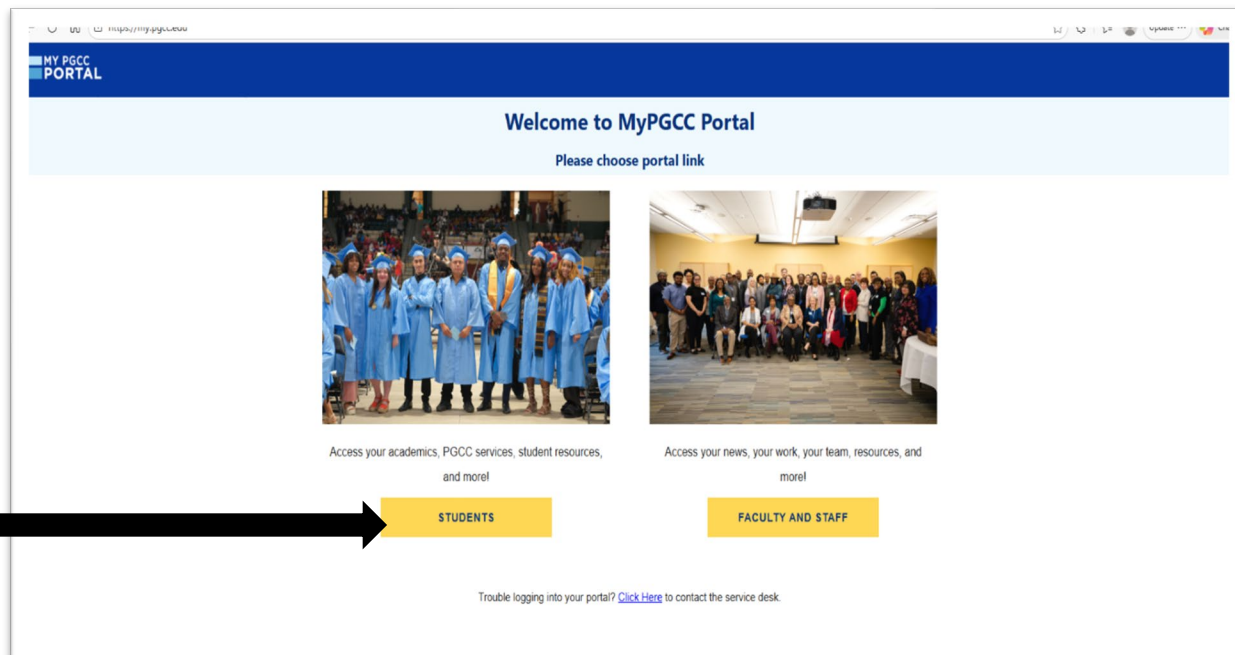 https://my.pgcc.edu
Update
MY PGCC
PORTAL
Welcome to MyPGCC Portal
Please choose portal link
Access your academics, PGCC services, student resources,
and more!
STUDENTS
Access your news, your work, your team, resources, and
more!
FACULTY AND STAFF
Trouble logging into your portal? Click Here to contact the service desk.